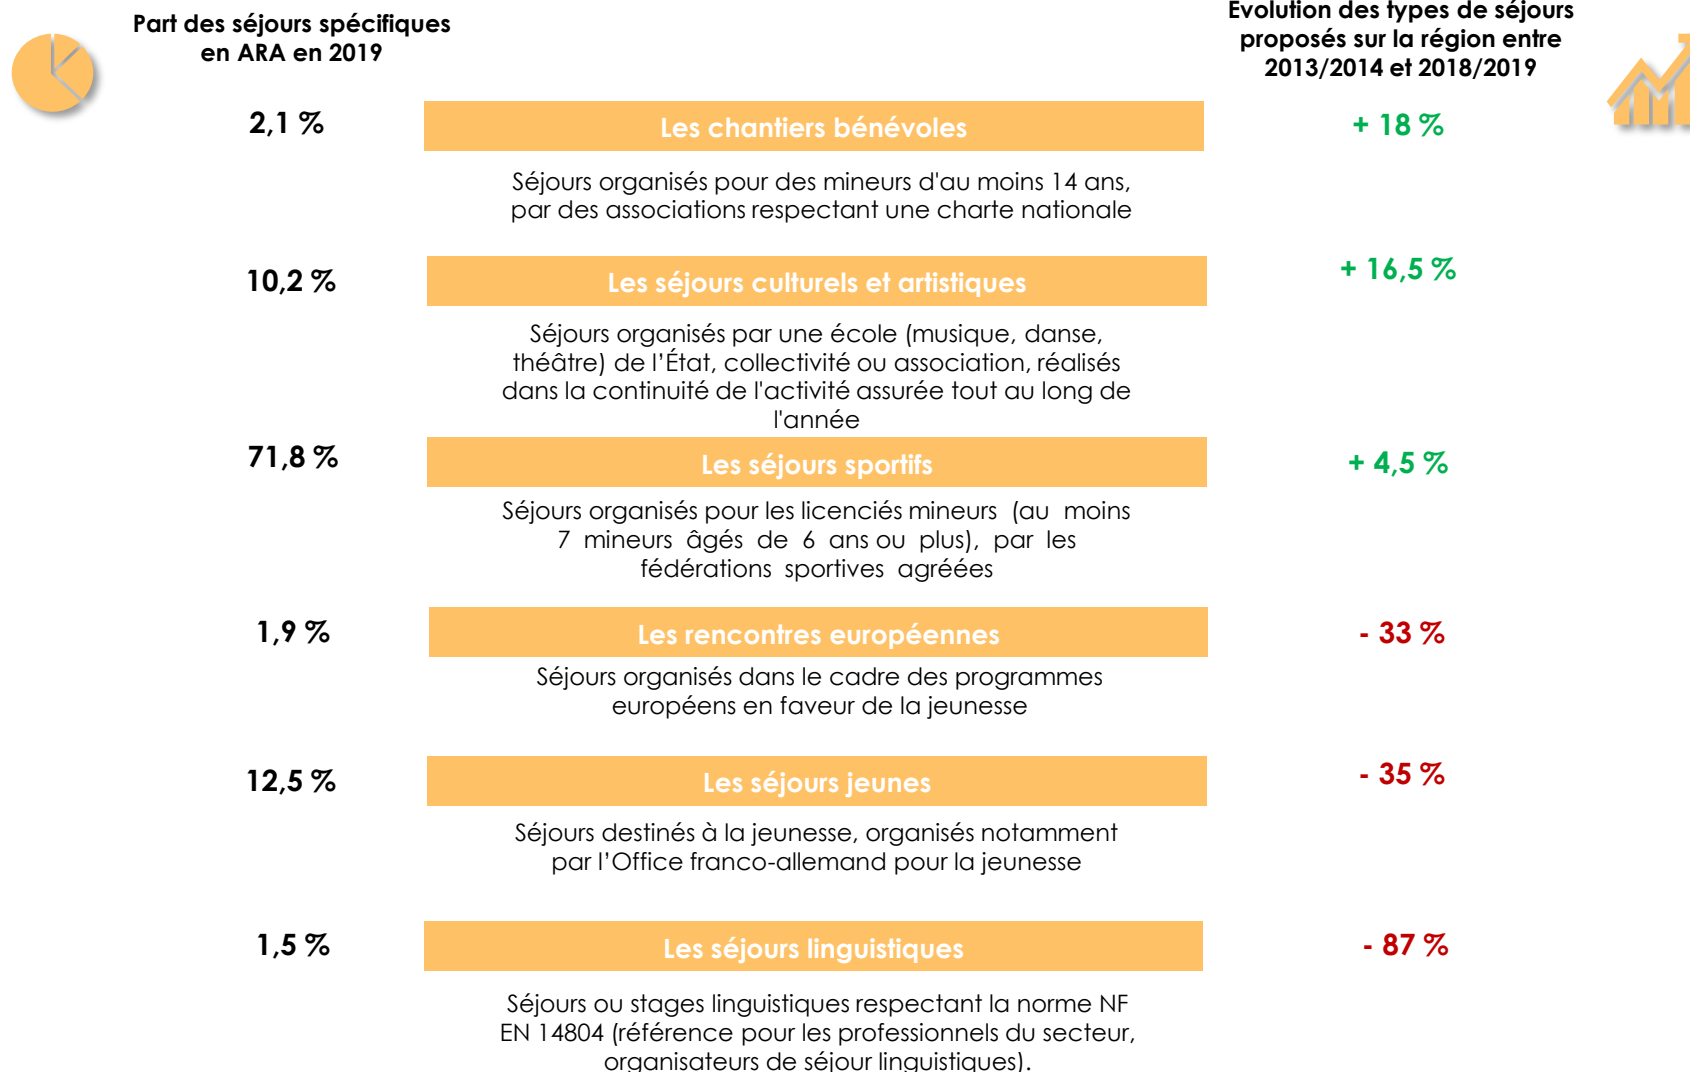 Part des séjours spécifiques
en ARA en 2019
Evolution des types de séjours
proposés sur la région entre
2013/2014 et 2018/2019
2,1 %
Les chantiers bénévoles
+ 18 %
Séjours organisés pour des mineurs d'au moins 14 ans,
par des associations respectant une charte nationale
10,2 %
Les séjours culturels et artistiques
+ 16,5 %
Séjours organisés par une école (musique, danse,
théâtre) de l’État, collectivité ou association, réalisés
dans la continuité de l'activité assurée tout au long de
l'année
71,8 %
Les séjours sportifs
+ 4,5 %
Séjours organisés pour les licenciés mineurs (au moins
7 mineurs âgés de 6 ans ou plus), par les
fédérations sportives agréées
1,9 %
Les rencontres européennes
- 33 %
Séjours organisés dans le cadre des programmes
européens en faveur de la jeunesse
12,5 %
Les séjours jeunes
- 35 %
Séjours destinés à la jeunesse, organisés notamment
par l’Office franco-allemand pour la jeunesse
1,5 %
Les séjours linguistiques
- 87 %
Séjours ou stages linguistiques respectant la norme NF
EN 14804 (référence pour les professionnels du secteur,
organisateurs de séjour linguistiques).